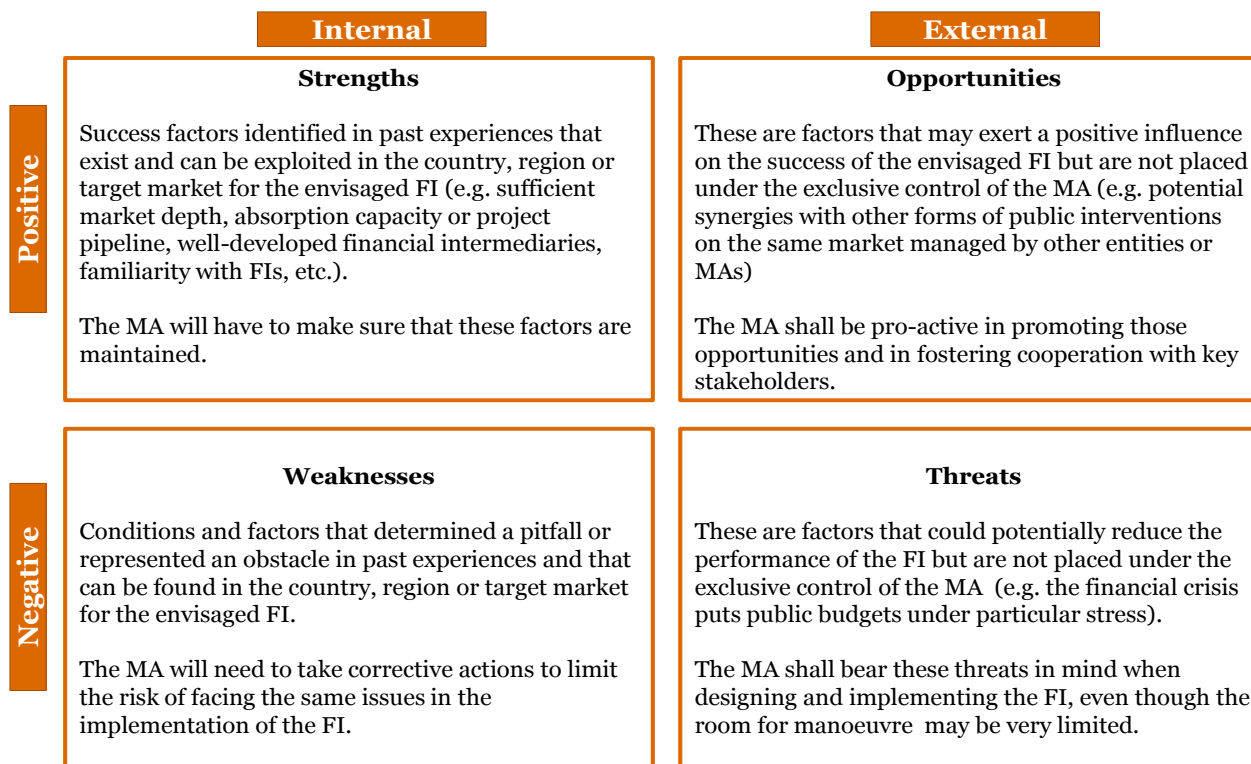 Internal
External
Positive
Strengths
Success factors identified in past experiences that
exist and can be exploited in the country, region or
target market for the envisaged FI (e.g. sufficient
market depth, absorption capacity or project
pipeline, well-developed financial intermediaries,
familiarity with FIs, etc.).
The MA will have to make sure that these factors are
maintained.
Opportunities
These are factors that may exert a positive influence
on the success of the envisaged FI but are not placed
under the exclusive control of the MA (e.g. potential
synergies with other forms of public interventions
on the same market managed by other entities or
MAs)
The MA shall be pro-active in promoting those
opportunities and in fostering cooperation with key
stakeholders.
Negative
Weaknesses
Conditions and factors that determined a pitfall or
represented an obstacle in past experiences and that
can be found in the country, region or target market
for the envisaged FI.
The MA will need to take corrective actions to limit
the risk of facing the same issues in the
implementation of the FI.
Threats
These are factors that could potentially reduce the
performance of the FI but are not placed under the
exclusive control of the MA (e.g. the financial crisis
puts public budgets under particular stress).
The MA shall bear these threats in mind when
designing and implementing the FI, even though the
room for manoeuvre may be very limited.